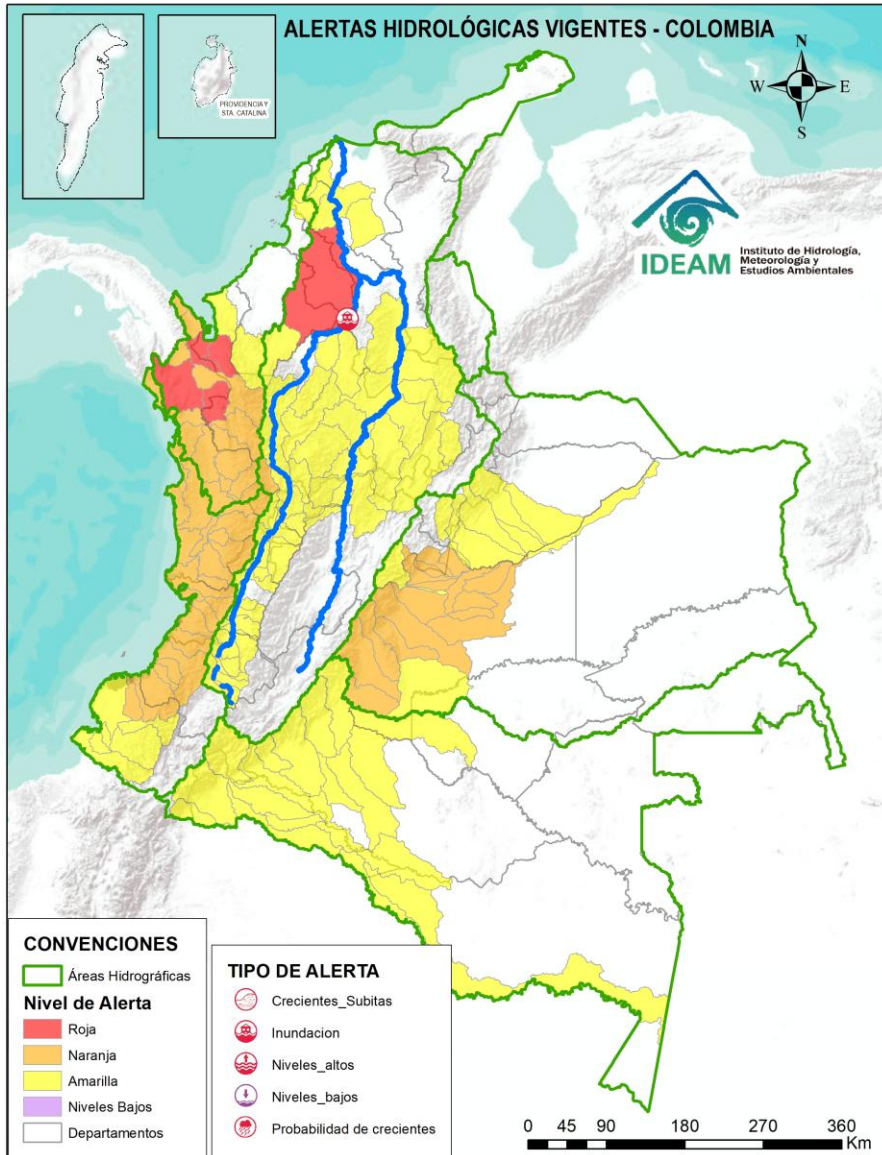 ALERTAS HIDROLÓGICAS VIGENTES - COLOMBIA
PROVIDENCIA Y
STA. CATALINA
N
W
E
S
IDEAM
Instituto de Hidrología,
Meteorología y
Estudios Ambientales
CONVENCIONES
Áreas Hidrográficas
Nivel de Alerta
Roja
Naranja
Amarilla
Niveles Bajos
Departamentos
TIPO DE ALERTA
Crecientes_Subitas
Inundacion
Niveles_altos
Niveles_bajos
Probabilidad de crecientes
0 45 90 180 270 360
Km